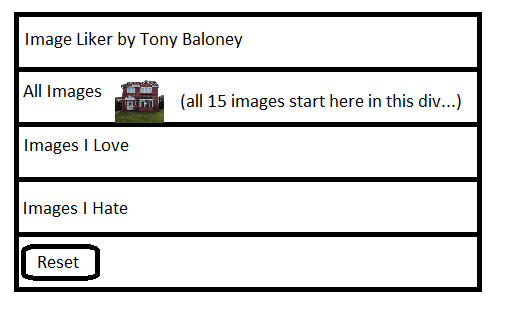 Image Liker by Tony Baloney
All Images
(all 15 images start here in this div...)
Images I Love
Images I Hate
Reset